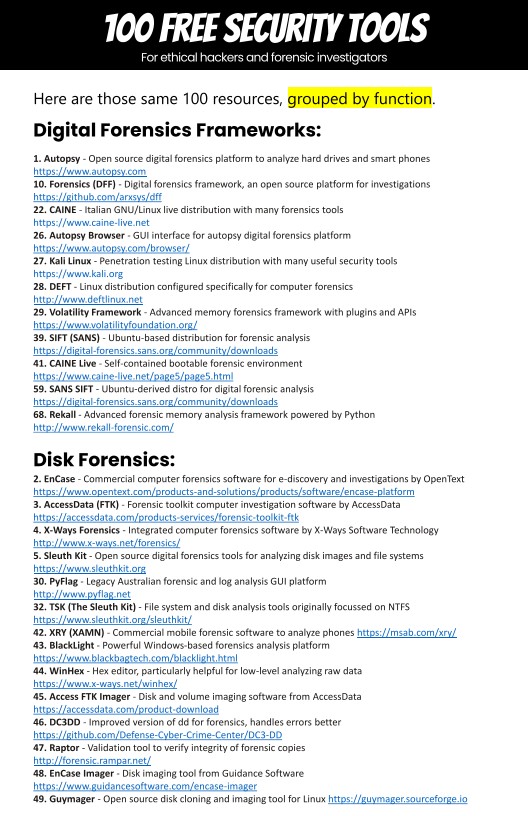 100 FREE SECURITY TOOLS
For ethical hackers and forensic investigators
Here are those same 100 resources, grouped by function.
Digital Forensics Frameworks:
1. Autopsy - Open source digital forensics platform to analyze hard drives and smart phones
https://www.autopsy.com
10. Forensics (DFF) - Digital forensics framework, an open source platform for investigations
https://github.com/arxsys/dff
22. CAINE - Italian GNU/Linux live distribution with many forensics tools
https://www.caine-live.net
26. Autopsy Browser - GUI interface for autopsy digital forensics platform
https://www.autopsy.com/browser/
27. Kali Linux - Penetration testing Linux distribution with many useful security tools
https://www.kali.org
28. DEFT - Linux distribution configured specifically for computer forensics
http://www.deftlinux.net
29. Volatility Framework - Advanced memory forensics framework with plugins and APIs
https://www.volatilityfoundation.org/
39. SIFT (SANS) - Ubuntu-based distribution for forensic analysis
https://digital-forensics.sans.org/community/downloads
41. CAINE Live - Self-contained bootable forensic environment
https://www.caine-live.net/page5/page5.html
59. SANS SIFT - Ubuntu-derived distro for digital forensic analysis
https://digital-forensics.sans.org/community/downloads
68. Rekall - Advanced forensic memory analysis framework powered by Python
http://www.rekall-forensic.com/
Disk Forensics:
2. EnCase - Commercial computer forensics software for e-discovery and investigations by OpenText
https://www.opentext.com/products-and-solutions/products/software/encase-platform
3. AccessData (FTK) - Forensic toolkit computer investigation software by AccessData
https://accessdata.com/products-services/forensic-toolkit-ftk
4. X-Ways Forensics - Integrated computer forensics software by X-Ways Software Technology
http://www.x-ways.net/forensics/
5. Sleuth Kit - Open source digital forensics tools for analyzing disk images and file systems
https://www.sleuthkit.org
30. PyFlag - Legacy Australian forensic and log analysis GUI platform
http://www.pyflag.net
32. TSK (The Sleuth Kit) - File system and disk analysis tools originally focussed on NTFS
https://www.sleuthkit.org/sleuthkit/
42. XRY (XAMN) - Commercial mobile forensic software to analyze phones https://msab.com/xry/
43. BlackLight - Powerful Windows-based forensics analysis platform
https://www.blackbagtech.com/blacklight.html
44. WinHex - Hex editor, particularly helpful for low-level analyzing raw data
https://www.x-ways.net/winhex/
45. Access FTK Imager - Disk and volume imaging software from AccessData
https://accessdata.com/product-download
46. DC3DD - Improved version of dd for forensics, handles errors better
https://github.com/Defense-Cyber-Crime-Center/DC3-DD
47. Raptor - Validation tool to verify integrity of forensic copies
http://forensic.rampar.net/
48. EnCase Imager - Disk imaging tool from Guidance Software
https://www.guidancesoftware.com/encase-imager
49. Guymager - Open source disk cloning and imaging tool for Linux https://guymager.sourceforge.io